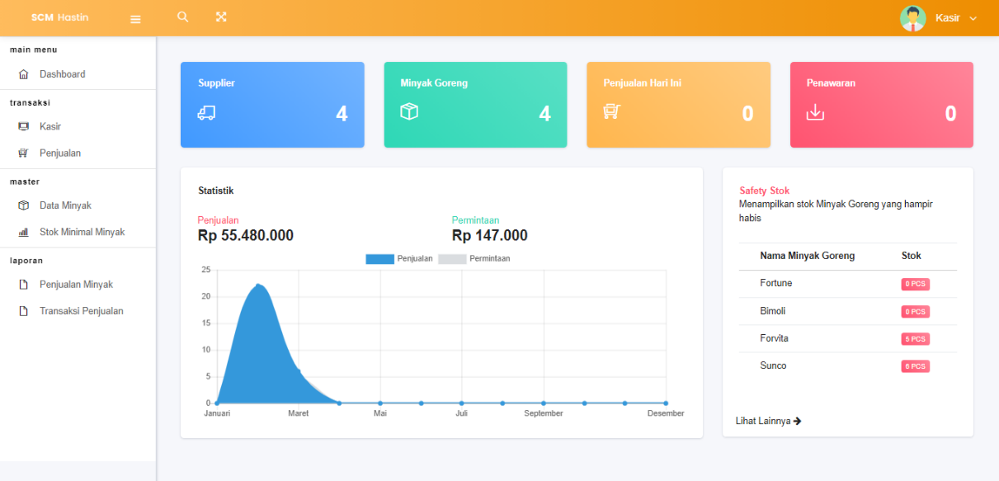 SCM Hastin
Kasir
main menu
Dashboard
transaksi
Kasir
Penjualan
master
Data Minyak
Stok Minimal Minyak
laporan
Penjualan Minyak
Transaksi Penjualan
Supplier
4
Minyak Goreng
4
Penjualan Hari Ini
0
Penawaran
0
Statistik
Penjualan
Rp 55.480.000
Permintaan
Rp 147.000
Penjualan Permintaan
25
20
15
10
5
0
Januari Maret Mai Juli September Desember
Safety Stok
Menampilkan stok Minyak Goreng yang hampir
habis
Nama Minyak Goreng Stok
Fortune 0 PCS
Bimoli 0 PCS
Forvita 5 PCS
Sunco 6 PCS
Lihat Lainnya